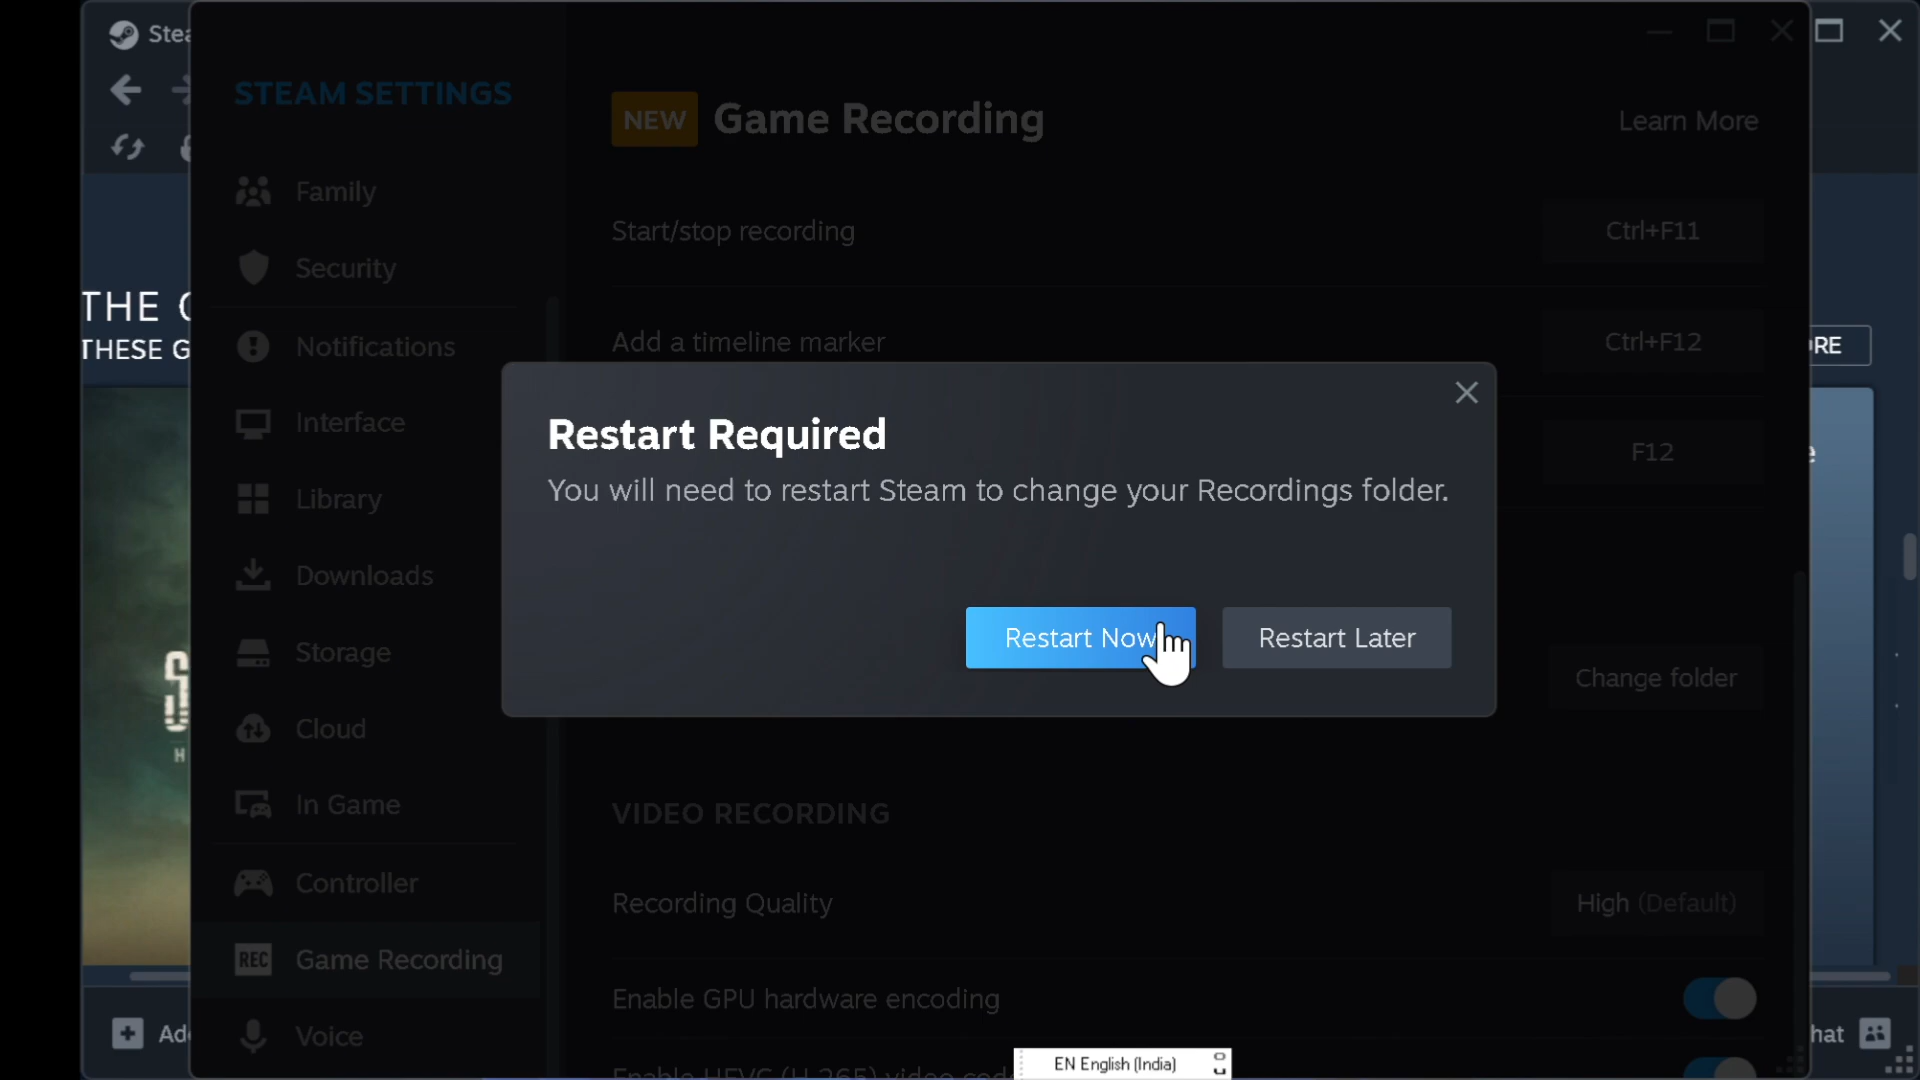 STEAM SETTINGS
NEW Game Recording
Learn More
Family
Security
Notifications
Interface
Library
Downloads
Storage
Cloud
In Game
Controller
REC Game Recording
Voice
Start/stop recording
Ctrl+F11
Add a timeline marker
Ctrl+F12
F12
Restart Required
You will need to restart Steam to change your Recordings folder.
Restart Now
Restart Later
Change folder
VIDEO RECORDING
Recording Quality
High (Default)
Enable GPU hardware encoding
THE
THESE
EN English (India)